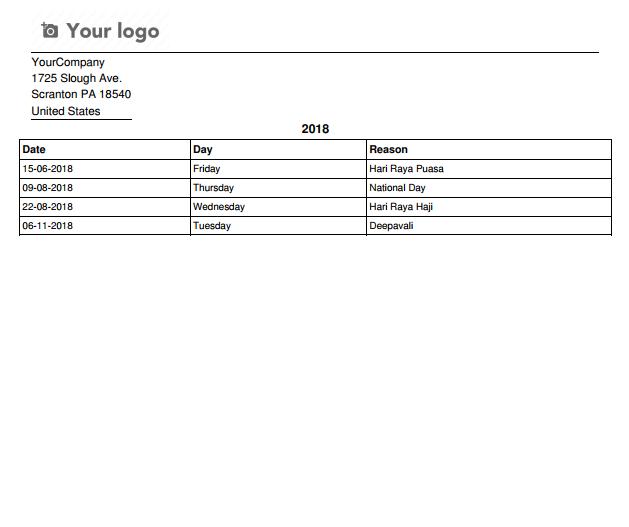 Your logo
YourCompany
1725 Slough Ave.
Scranton PA 18540
United States
2018
Date Day Reason
15-06-2018 Friday Hari Raya Puasa
09-08-2018 Thursday National Day
22-08-2018 Wednesday Hari Raya Haji
06-11-2018 Tuesday Deepavali